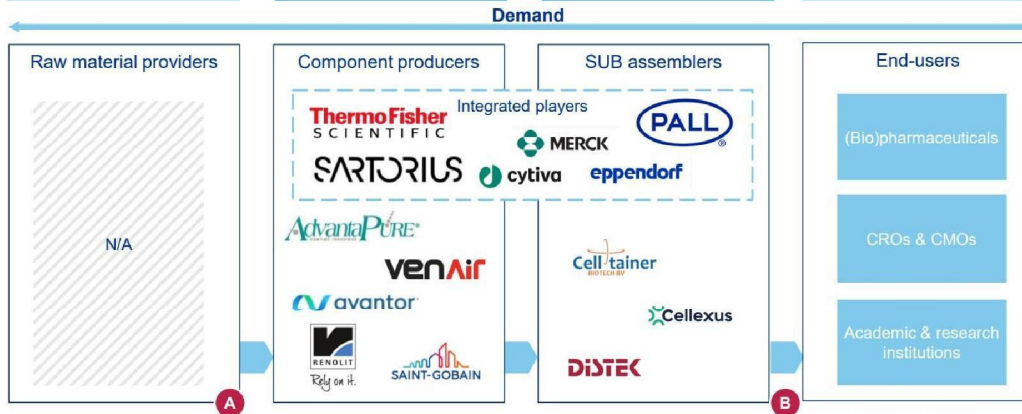 Demand
Raw material providers
N/A
A
Component producers
SUB assemblers
Integrated players
ThermoFisher
SCIENTIFIC
SARTORIUS
MERCK
cytiva
PALL
®
eppendorf
AdvantaPURE®
venair
avantor
RENOLIT
Rely on it.
SAINT-GOBAIN
Cell tainer
BIOTECH BV
Cellexus
DISTEK
B
End-users
(Bio)pharmaceuticals
CROs & CMOs
Academic & research
institutions